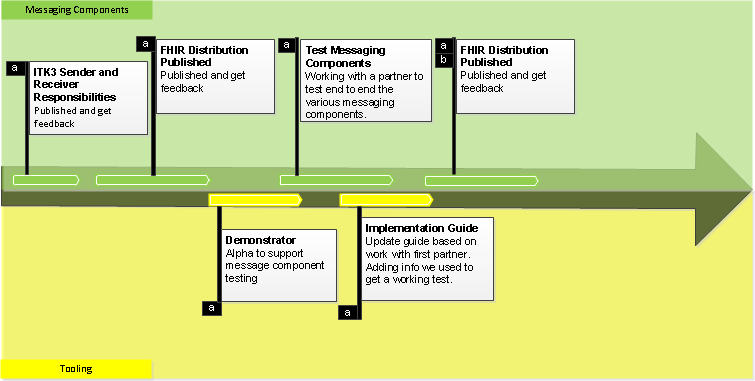 Messaging Components
a
ITK3 Sender and
Receiver
Responsibilities
Published and get
feedback
a
FHIR Distribution
Published
Published and get
feedback
a
Test Messaging
Components
Working with a partner to
test end to end the
various messaging
components.
a
b
FHIR Distribution
Published
Published and get
feedback
Demonstrator
Alpha to support
message component
testing
a
Implementation Guide
Update guide based on
work with first partner.
Adding info we used to
get a working test.
a
Tooling